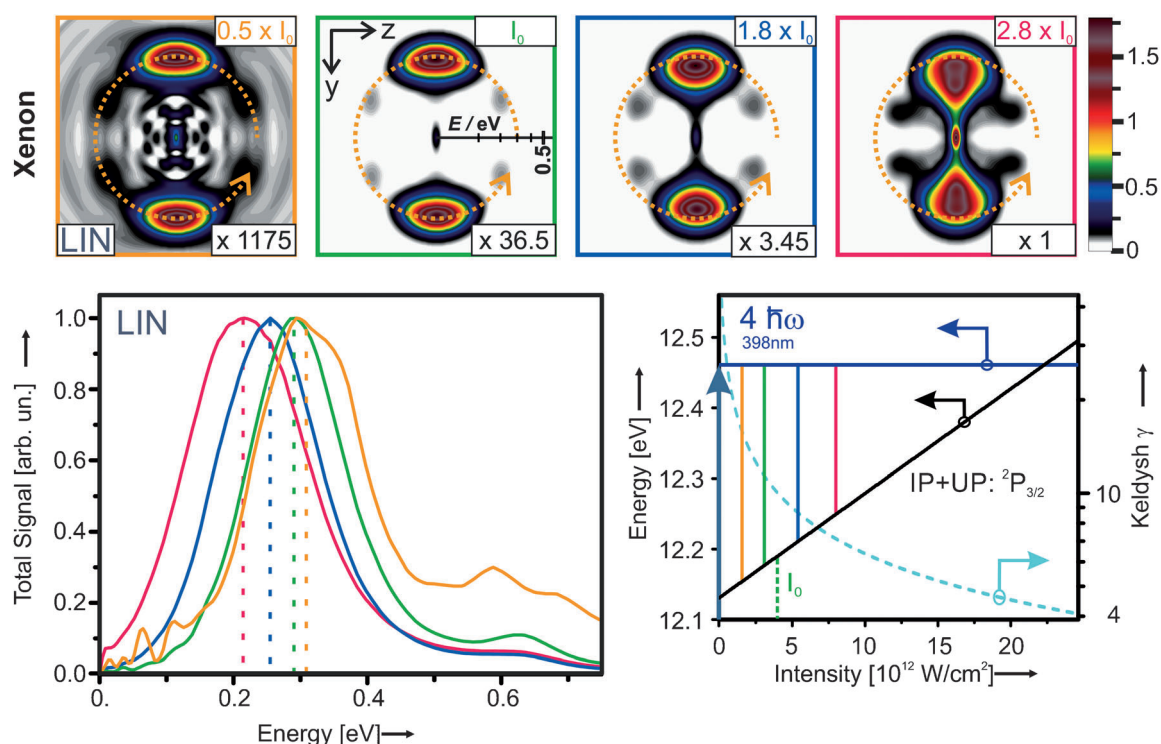 Xenon
0.5 x I₀
LIN
x 1175
I₀
z
y
E / eV
0.5
x 36.5
1.8 x I₀
x 3.45
2.8 x I₀
x 1
1.5
1
0.5
0
LIN
Total Signal [arb. un.]
1.0
0.8
0.6
0.4
0.2
0.0
0.
0.2
0.4
0.6
Energy [eV]
4 ħω
398nm
IP+UP: ²P₃/₂
I₀
Energy [eV]
12.5
12.4
12.3
12.2
12.1
0
5
10
15
20
Intensity [10¹² W/cm²]
20
10
4
Keldysh γ